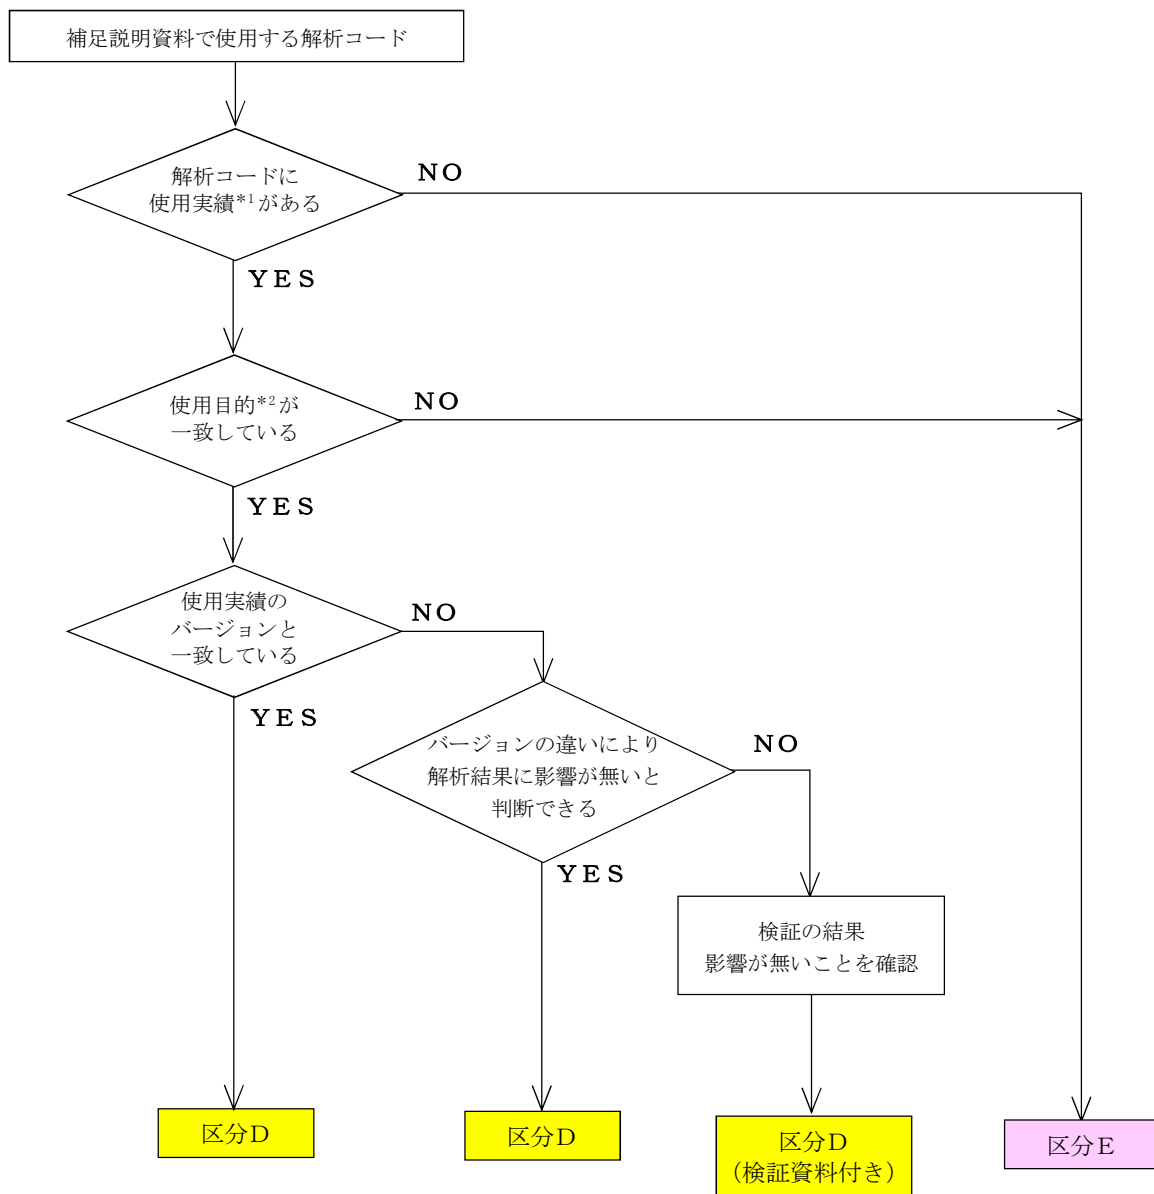 補足説明資料で使用する解析コード
解析コードに
使用実績*1がある
NO
YES
使用目的*2が
一致している
NO
YES
使用実績の
バージョンと
一致している
NO
YES
バージョンの違いにより
解析結果に影響が無いと
判断できる
NO
YES
検証の結果
影響が無いことを確認
区分D
区分D
区分D
（検証資料付き）
区分E